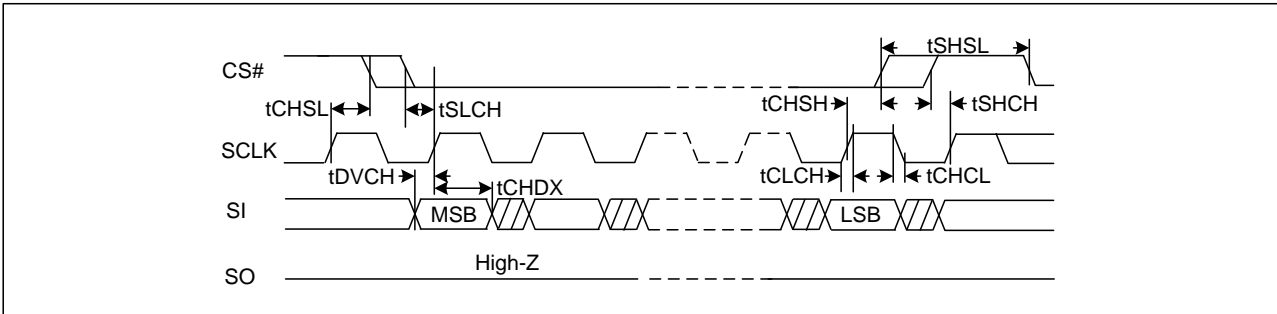 tSHSL
CS#
tCHSL
tSLCH
tCHSH
tSHCH
SCLK
tDVCH
tCHDX
tCLCH
tCHCL
SI
MSB
LSB
High-Z
SO